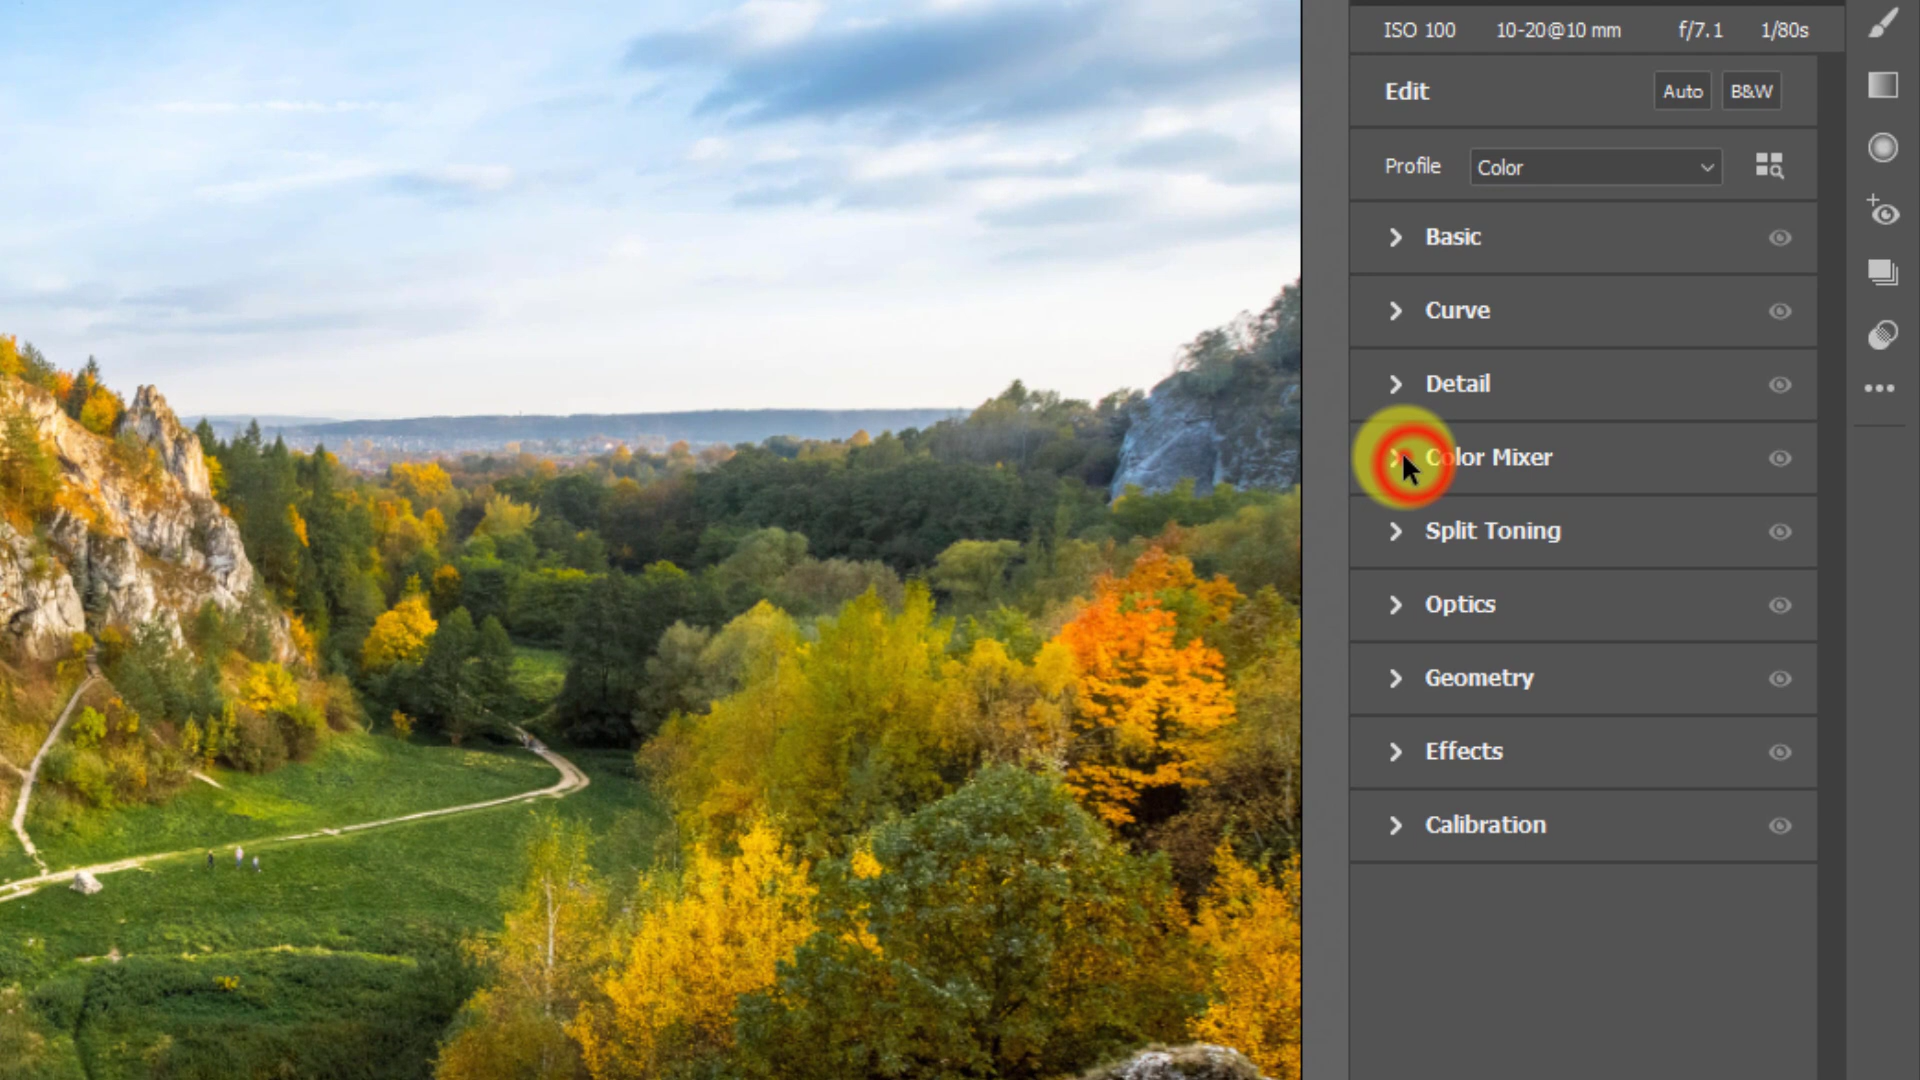 ISO 100 10-20@10 mm f/7.1 1/80s
Edit Auto B&W
Profile Color
Basic
Curve
Detail
Color Mixer
Split Toning
Optics
Geometry
Effects
Calibration